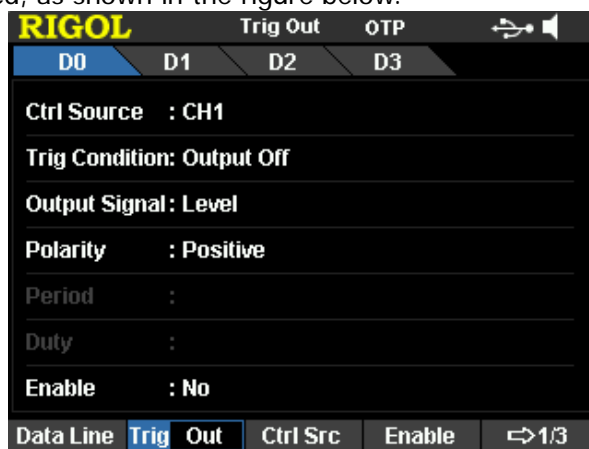 ed, as shown in the figure below.
RIGOL Trig Out OTP
D0 D1 D2 D3
Ctrl Source : CH1
Trig Condition: Output Off
Output Signal: Level
Polarity : Positive
Period :
Duty :
Enable : No
Data Line Trig Out Ctrl Src Enable ⇨1/3